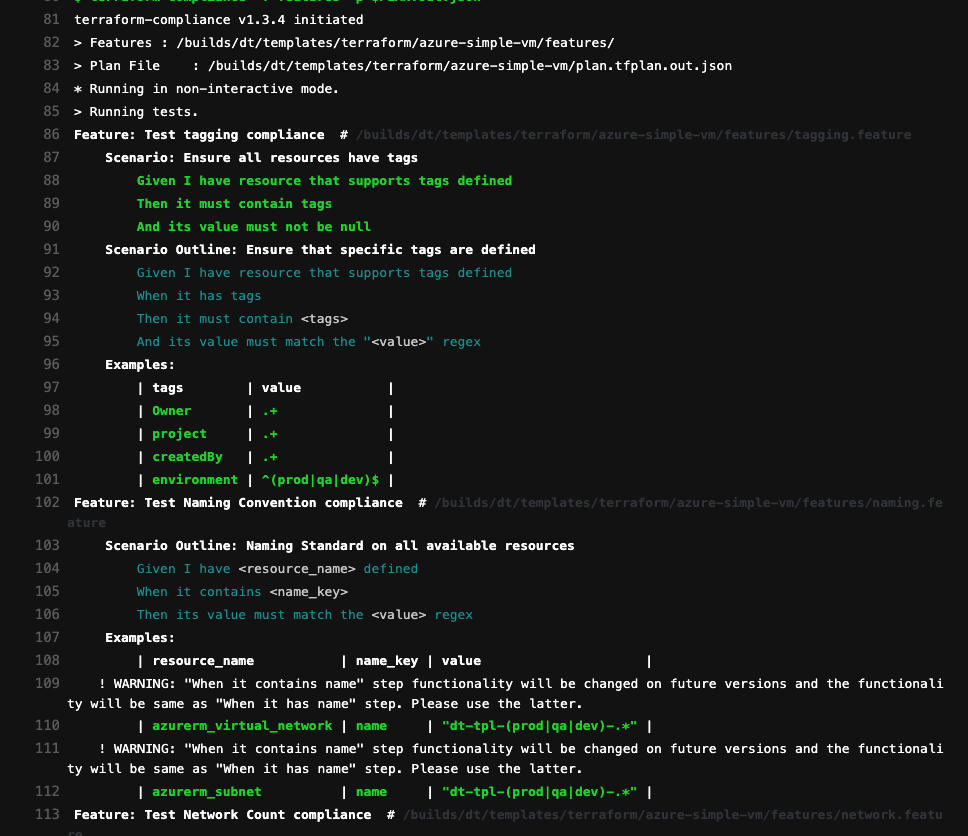 81 terraform-compliance v1.3.4 initiated
82 > Features : /builds/dt/templates/terraform/azure-simple-vm/features/
83 > Plan File    : /builds/dt/templates/terraform/azure-simple-vm/plan.tfplan.out.json
84 * Running in non-interactive mode.
85 > Running tests.
86 Feature: Test tagging compliance  # /builds/dt/templates/terraform/azure-simple-vm/features/tagging.feature
87 Scenario: Ensure all resources have tags
88 Given I have resource that supports tags defined
89 Then it must contain tags
90 And its value must not be null
91 Scenario Outline: Ensure that specific tags are defined
92 Given I have resource that supports tags defined
93 When it has tags
94 Then it must contain <tags>
95 And its value must match the "<value>" regex
96 Examples:
97 | tags        | value           |
98 | Owner       | .+              |
99 | project     | .+              |
100 | createdBy   | .+              |
101 | environment | ^(prod|qa|dev)$ |
102 Feature: Test Naming Convention compliance  # /builds/dt/templates/terraform/azure-simple-vm/features/naming.fe
ature
103 Scenario Outline: Naming Standard on all available resources
104 Given I have <resource_name> defined
105 When it contains <name_key>
106 Then its value must match the <value> regex
107 Examples:
108 | resource_name           | name_key | value                     |
109 ! WARNING: "When it contains name" step functionality will be changed on future versions and the functionali
ty will be same as "When it has name" step. Please use the latter.
110 | azurerm_virtual_network | name     | "dt-tpl-(prod|qa|dev)-.*" |
111 ! WARNING: "When it contains name" step functionality will be changed on future versions and the functionali
ty will be same as "When it has name" step. Please use the latter.
112 | azurerm_subnet          | name     | "dt-tpl-(prod|qa|dev)-.*" |
113 Feature: Test Network Count compliance  # /builds/dt/templates/terraform/azure-simple-vm/features/network.featu